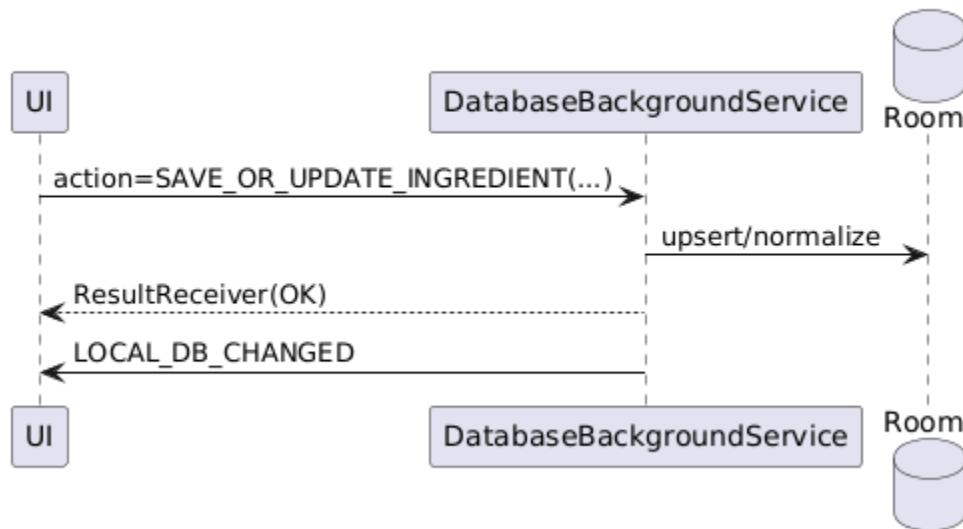 Room
UI
DatabaseBackgroundService
action=SAVE_OR_UPDATE_INGREDIENT(...)
upsert/normalize
ResultReceiver(OK)
LOCAL_DB_CHANGED
UI
DatabaseBackgroundService
Room